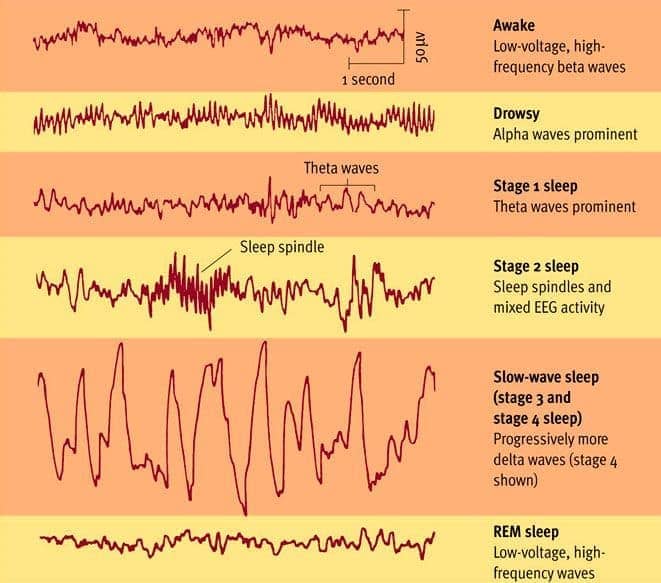 Awake
Low-voltage, high-
frequency beta waves
50 μv
1 second
Drowsy
Alpha waves prominent
Theta waves
Stage 1 sleep
Theta waves prominent
Sleep spindle
Stage 2 sleep
Sleep spindles and
mixed EEG activity
Slow-wave sleep
(stage 3 and
stage 4 sleep)
Progressively more
delta waves (stage 4
shown)
REM sleep
Low-voltage, high-
frequency waves